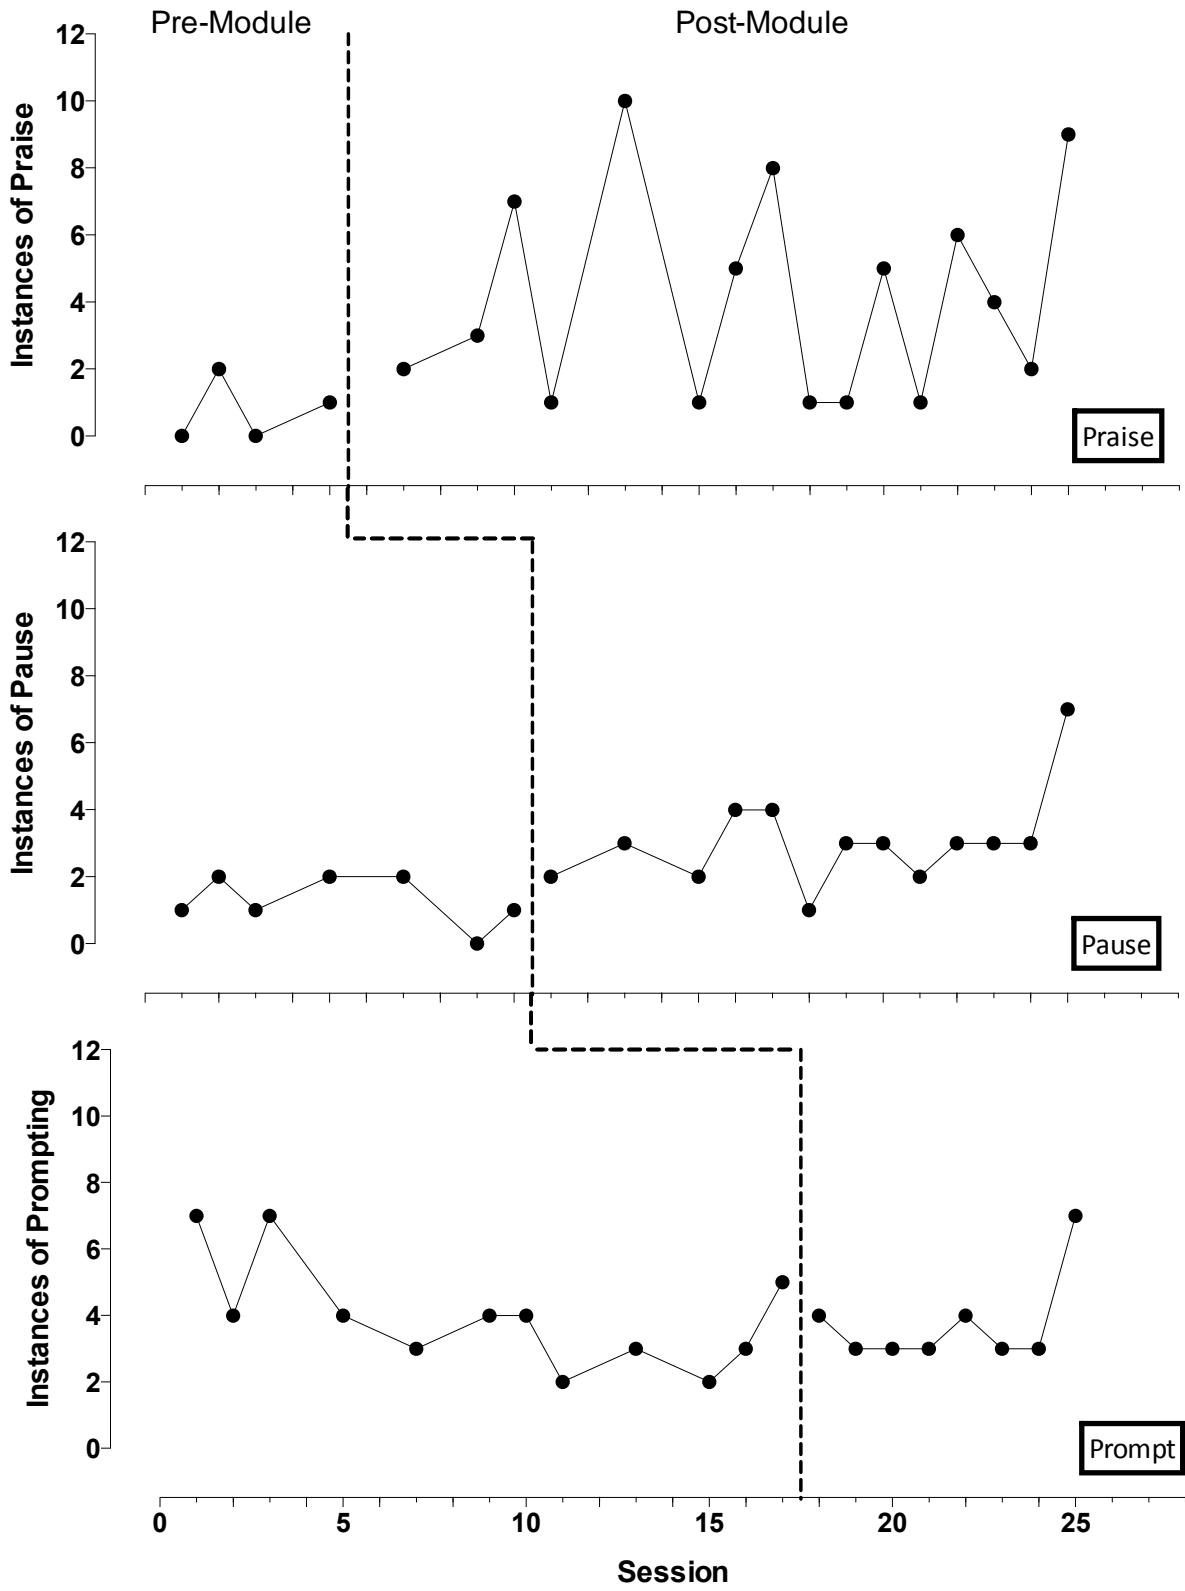 Pre-Module
Post-Module
Instances of Praise
12
10
8
6
4
2
0
Praise
Instances of Pause
12
10
8
6
4
2
0
Pause
Instances of Prompting
12
10
8
6
4
2
0
Prompt
0 5 10 15 20 25
Session